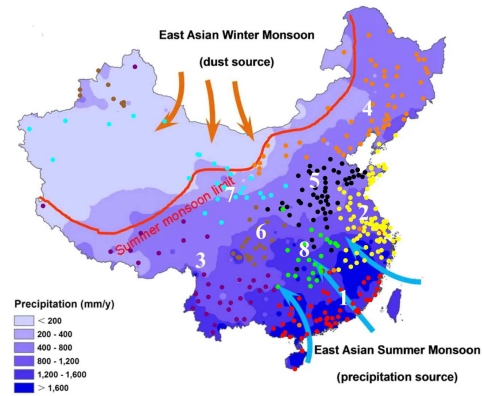 East Asian Winter Monsoon
(dust source)
4
5
Summer monsoon limit
7
2
6
3
8
1
Precipitation (mm/y)
< 200
200 - 400
400 - 800
800 - 1,200
1,200 - 1,600
> 1,600
East Asian Summer Monsoon
(precipitation source)